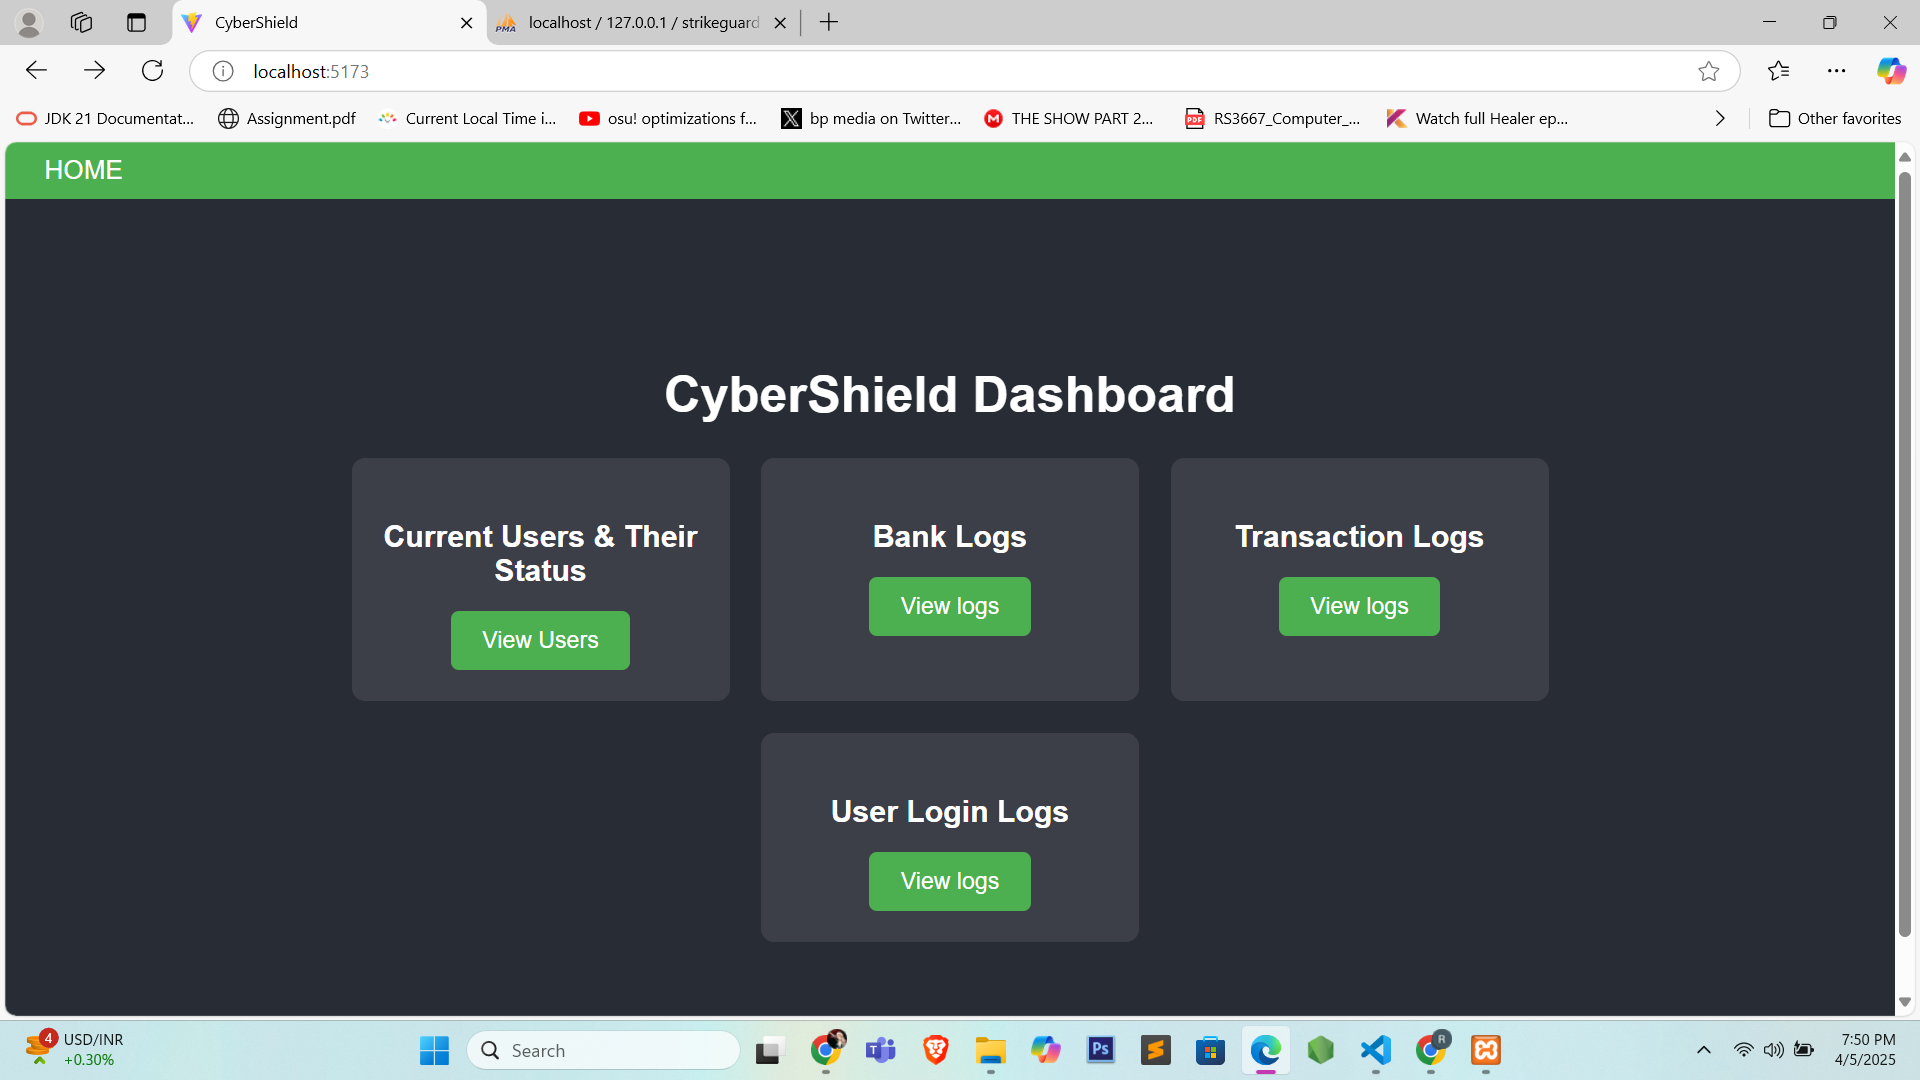 CyberShield
PMA
localhost / 127.0.0.1 / strikeguard
localhost:5173
JDK 21 Documentat...
Assignment.pdf
Current Local Time i...
osu! optimizations f...
bp media on Twitter...
THE SHOW PART 2...
PDF
RS3667_Computer_...
Watch full Healer ep...
Other favorites
HOME
CyberShield Dashboard
Current Users & Their
Status
View Users
Bank Logs
View logs
Transaction Logs
View logs
User Login Logs
View logs
4
USD/INR
+0.30%
Search
Ps
R
7:50 PM
4/5/2025